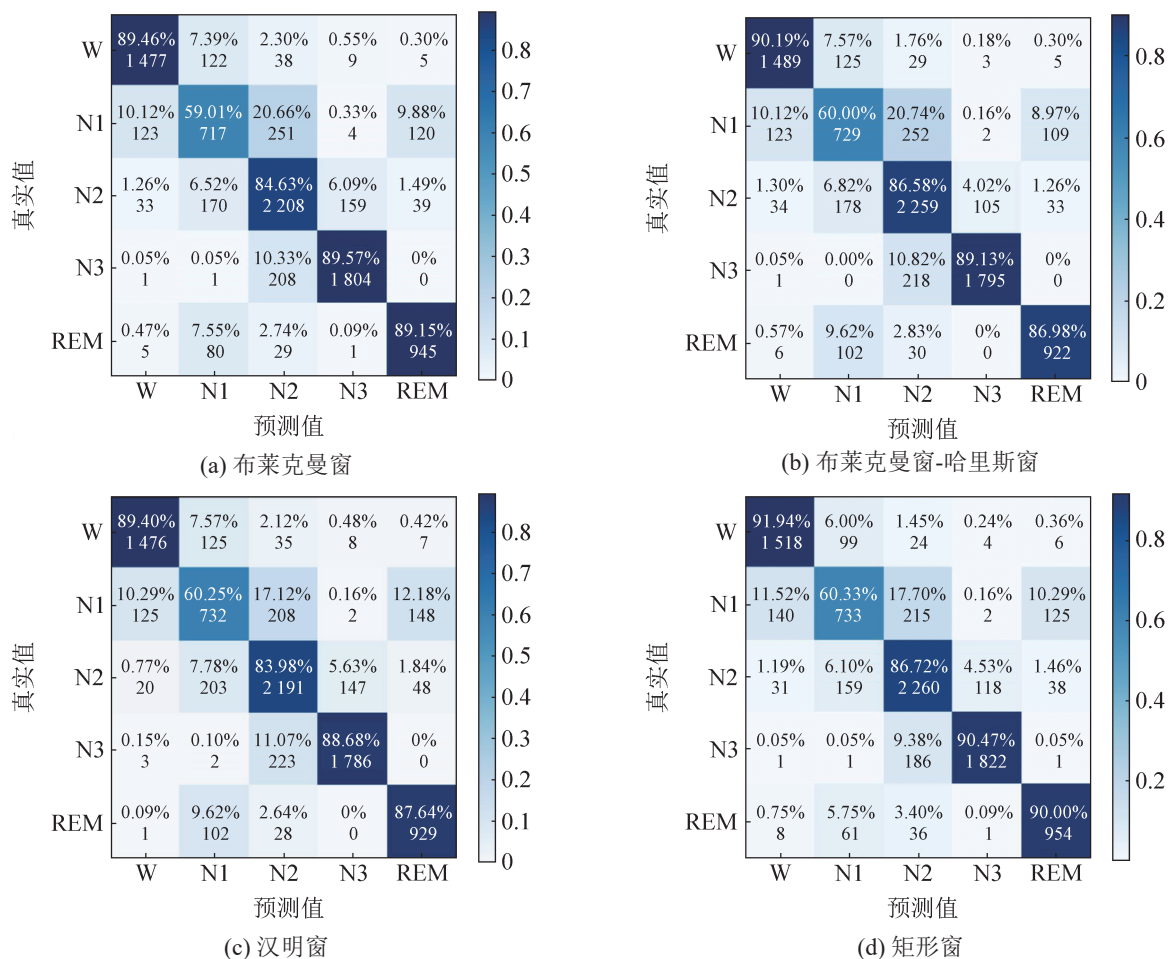 W
89.46% 7.39% 2.30% 0.55% 0.30%
1 477 122 38 9 5
N1
10.12% 59.01% 20.66% 0.33% 9.88%
123 717 251 4 120
N2
1.26% 6.52% 84.63% 6.09% 1.49%
33 170 2 208 159 39
N3
0.05% 0.05% 10.33% 89.57% 0%
1 1 208 1 804 0
REM
0.47% 7.55% 2.74% 0.09% 89.15%
5 80 29 1 945
W N1 N2 N3 REM
真实值
预测值
0.8
0.7
0.6
0.5
0.4
0.3
0.2
0.1
0
(a) 布莱克曼窗
W
90.19% 7.57% 1.76% 0.18% 0.30%
1 489 125 29 3 5
N1
10.12% 60.00% 20.74% 0.16% 8.97%
123 729 252 2 109
N2
1.30% 6.82% 86.58% 4.02% 1.26%
34 178 2 259 105 33
N3
0.05% 0.00% 10.82% 89.13% 0%
1 0 218 1 795 0
REM
0.57% 9.62% 2.83% 0% 86.98%
6 102 30 0 922
W N1 N2 N3 REM
真实值
预测值
0.8
0.6
0.4
0.2
0
(b) 布莱克曼窗-哈里斯窗
W
89.40% 7.57% 2.12% 0.48% 0.42%
1 476 125 35 8 7
N1
10.29% 60.25% 17.12% 0.16% 12.18%
125 732 208 2 148
N2
0.77% 7.78% 83.98% 5.63% 1.84%
20 203 2 191 147 48
N3
0.15% 0.10% 11.07% 88.68% 0%
3 2 223 1 786 0
REM
0.09% 9.62% 2.64% 0% 87.64%
1 102 28 0 929
W N1 N2 N3 REM
真实值
预测值
0.8
0.7
0.6
0.5
0.4
0.3
0.2
0.1
0
(c) 汉明窗
W
91.94% 6.00% 1.45% 0.24% 0.36%
1 518 99 24 4 6
N1
11.52% 60.33% 17.70% 0.16% 10.29%
140 733 215 2 125
N2
1.19% 6.10% 86.72% 4.53% 1.46%
31 159 2 260 118 38
N3
0.05% 0.05% 9.38% 90.47% 0.05%
1 1 186 1 822 1
REM
0.75% 5.75% 3.40% 0.09% 90.00%
8 61 36 1 954
W N1 N2 N3 REM
真实值
预测值
0.8
0.6
0.4
0.2
(d) 矩形窗